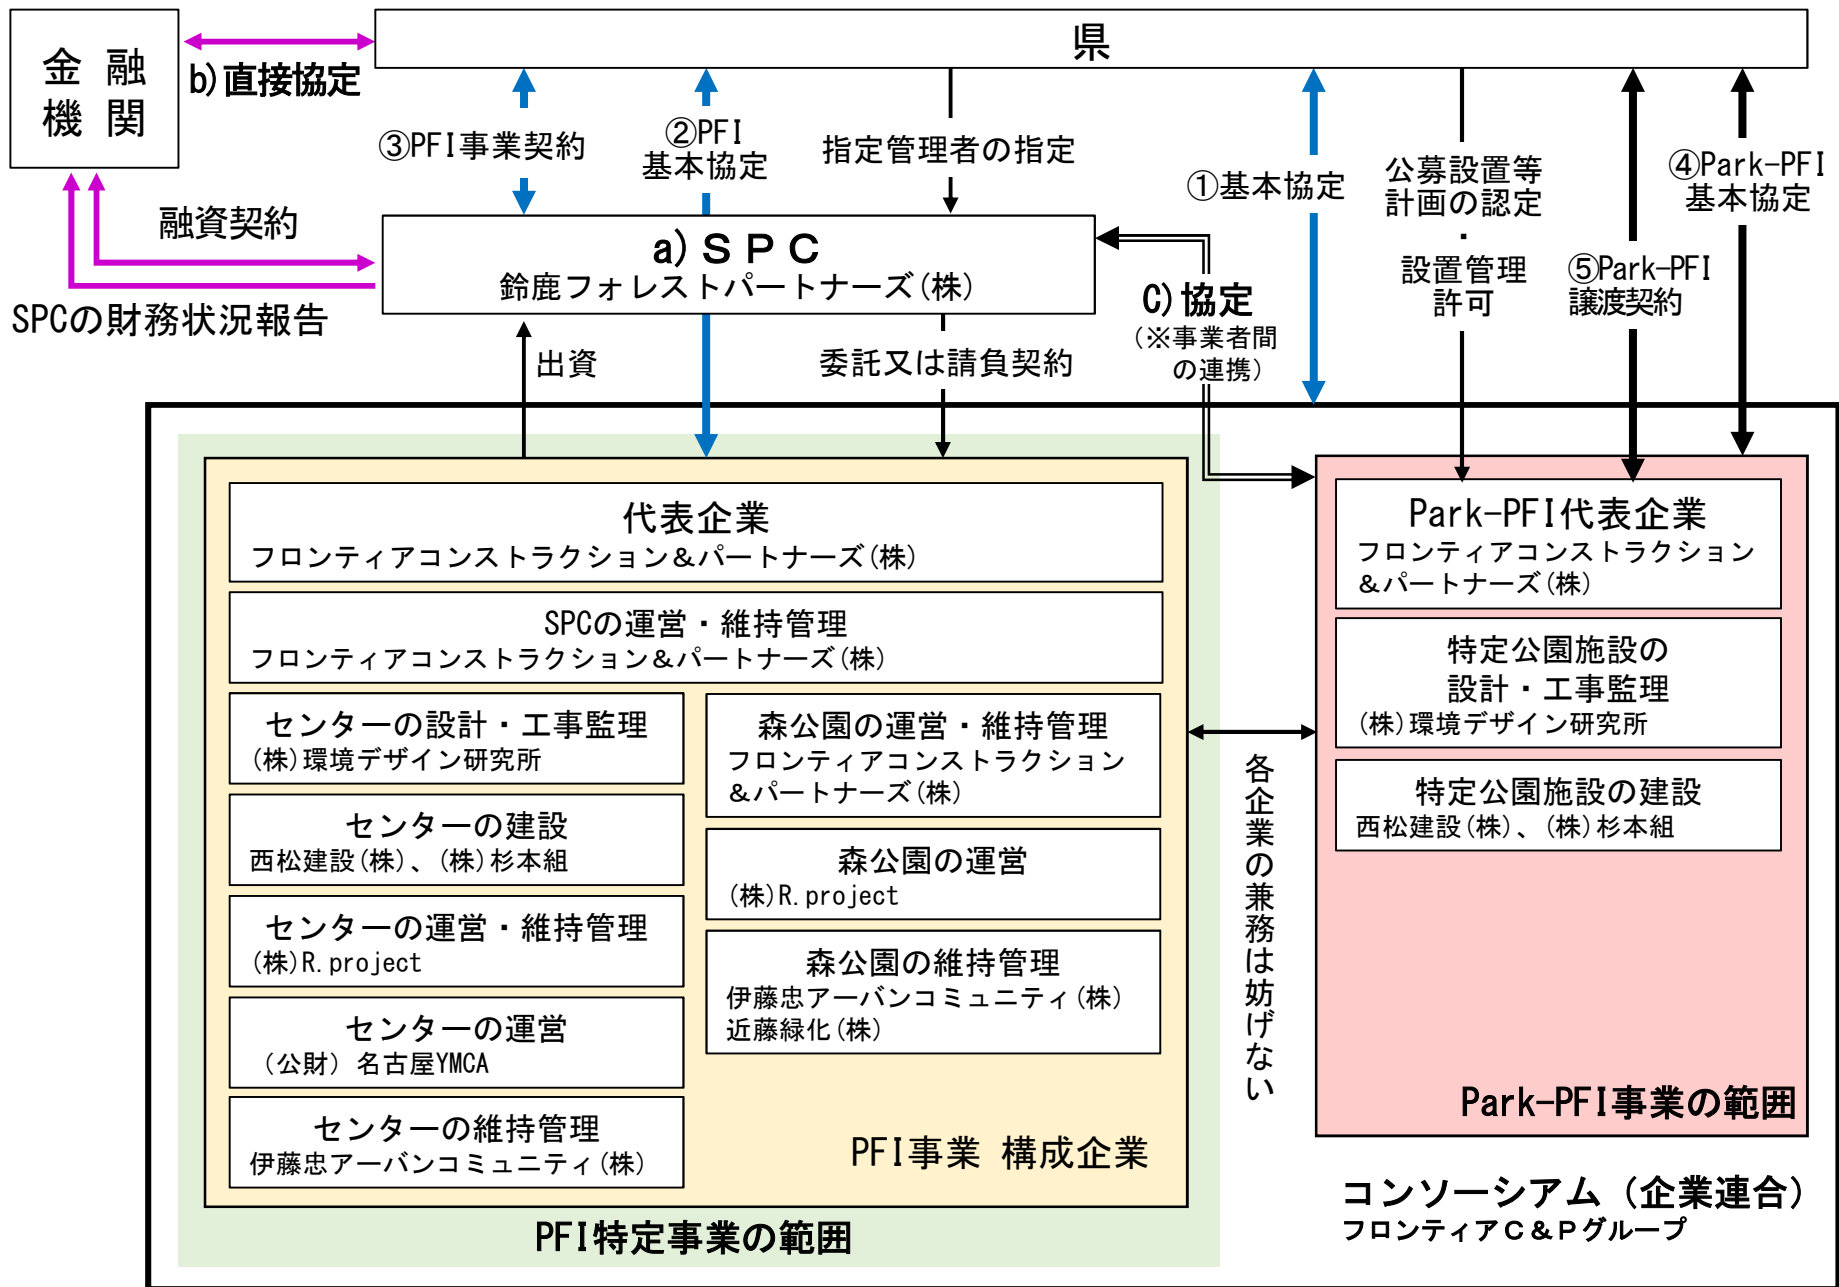 金 融
機 関
県
b)直接協定
③PFI事業契約
②PFI
基本協定
指定管理者の指定
①基本協定
公募設置等
計画の認定
・
設置管理
許可
④Park-PFI
基本協定
⑤Park-PFI
譲渡契約
融資契約
SPCの財務状況報告
a)ＳＰＣ
鈴鹿フォレストパートナーズ(株)
C)協定
(※事業者間
の連携)
出資
委託又は請負契約
代表企業
フロンティアコンストラクション＆パートナーズ(株)
SPCの運営・維持管理
フロンティアコンストラクション＆パートナーズ(株)
センターの設計・工事監理
(株)環境デザイン研究所
センターの建設
西松建設(株)、(株)杉本組
センターの運営・維持管理
(株)R.project
センターの運営
（公財）名古屋YMCA
センターの維持管理
伊藤忠アーバンコミュニティ(株)
森公園の運営・維持管理
フロンティアコンストラクション
＆パートナーズ(株)
森公園の運営
(株)R.project
森公園の維持管理
伊藤忠アーバンコミュニティ(株)
近藤緑化(株)
PFI事業 構成企業
PFI特定事業の範囲
各企業の兼務は妨げない
Park-PFI代表企業
フロンティアコンストラクション
＆パートナーズ(株)
特定公園施設の
設計・工事監理
(株)環境デザイン研究所
特定公園施設の建設
西松建設(株)、(株)杉本組
Park-PFI事業の範囲
コンソーシアム（企業連合）
フロンティアＣ＆Ｐグループ